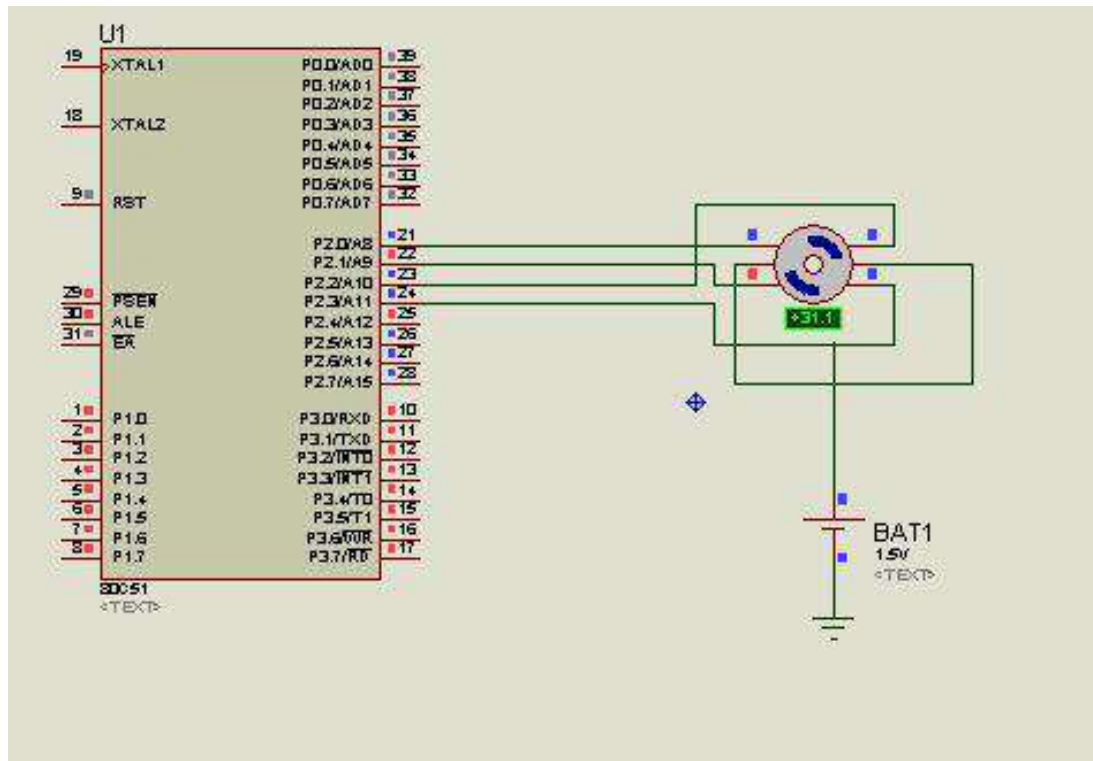 U1
19 XTAL1
18 XTAL2
9 RST
29 PSEN
30 ALE
31 EA
1 P1.0
2 P1.1
3 P1.2
4 P1.3
5 P1.4
6 P1.5
7 P1.6
8 P1.7
P0.0/AD0 39
P0.1/AD1 38
P0.2/AD2 37
P0.3/AD3 36
P0.4/AD4 35
P0.5/AD5 34
P0.6/AD6 33
P0.7/AD7 32
P2.0/A8 21
P2.1/A9 22
P2.2/A10 23
P2.3/A11 24
P2.4/A12 25
P2.5/A13 26
P2.6/A14 27
P2.7/A15 28
P3.0/RXD 10
P3.1/TXD 11
P3.2/INT0 12
P3.3/INT1 13
P3.4/T0 14
P3.5/T1 15
P3.6/WR 16
P3.7/RD 17
80C51
<TEXT>
+31.1
BAT1
1.5V
<TEXT>